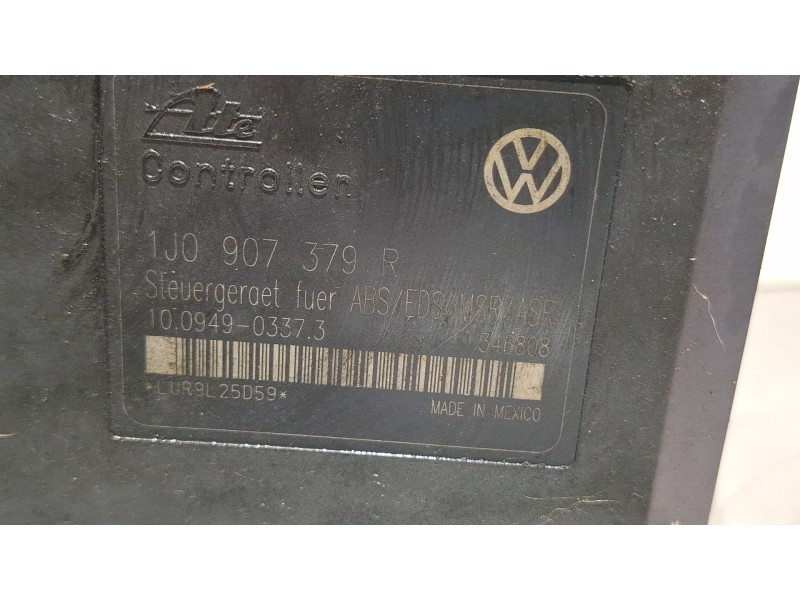 Ate
Controller
VW
1J0 907 379 R
Steuergeraet fuer ABS/EDS/MSR/ASR
10.0949-0337.3 346808
*LUR9L25D59*
MADE IN MEXICO